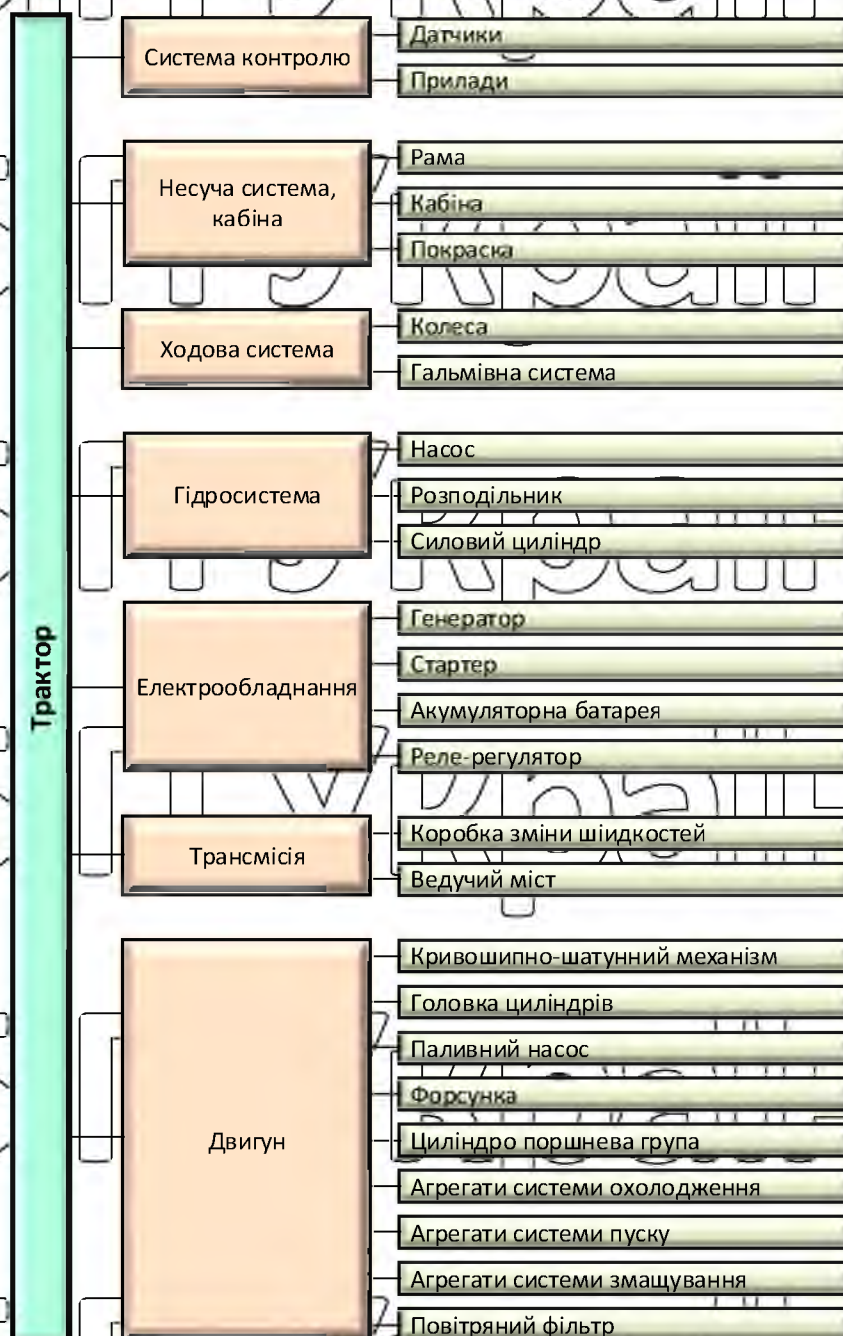 Трактор
Система контролю
Датчики
Прилади
Несуча система,
кабіна
Рама
Кабіна
Покраска
Ходова система
Колеса
Гальмівна система
Гідросистема
Насос
Розподільник
Силовий циліндр
Електрообладнання
Генератор
Стартер
Акумуляторна батарея
Реле-регулятор
Трансмісія
Коробка зміни шіидкостей
Ведучий міст
Двигун
Кривошипно-шатунний механізм
Головка циліндрів
Паливний насос
Форсунка
Циліндро поршнева група
Агрегати системи охолодження
Агрегати системи пуску
Агрегати системи змащування
Повітряний фільтр